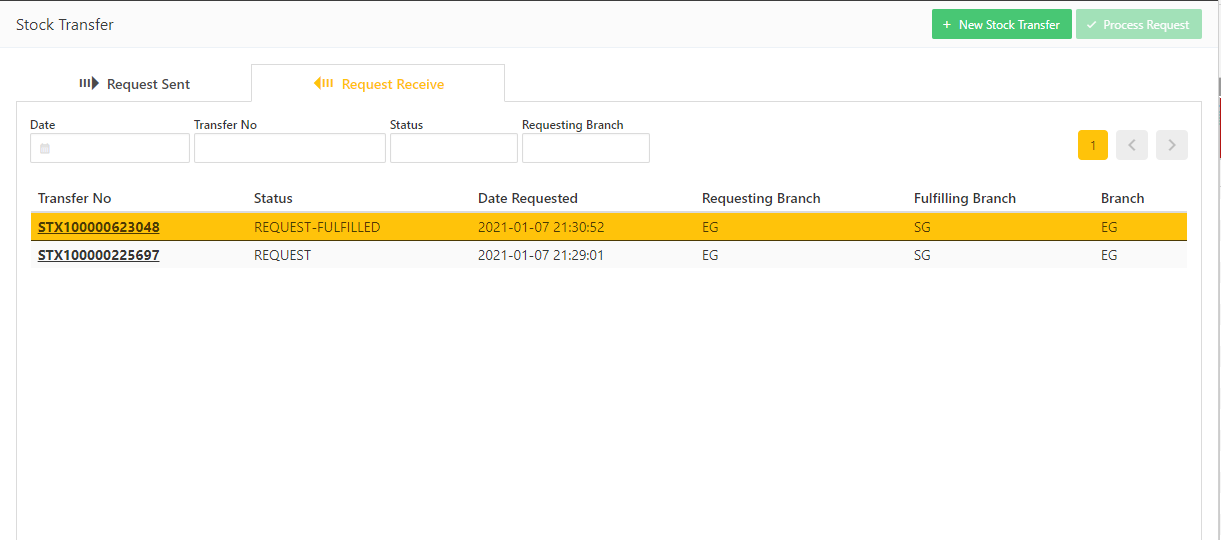 Stock Transfer
+ New Stock Transfer
Process Request
Request Sent
Request Receive
Date Transfer No Status Requesting Branch
1
Transfer No Status Date Requested Requesting Branch Fulfilling Branch Branch
STX100000623048 REQUEST-FULFILLED 2021-01-07 21:30:52 EG SG EG
STX100000225697 REQUEST 2021-01-07 21:29:01 EG SG EG